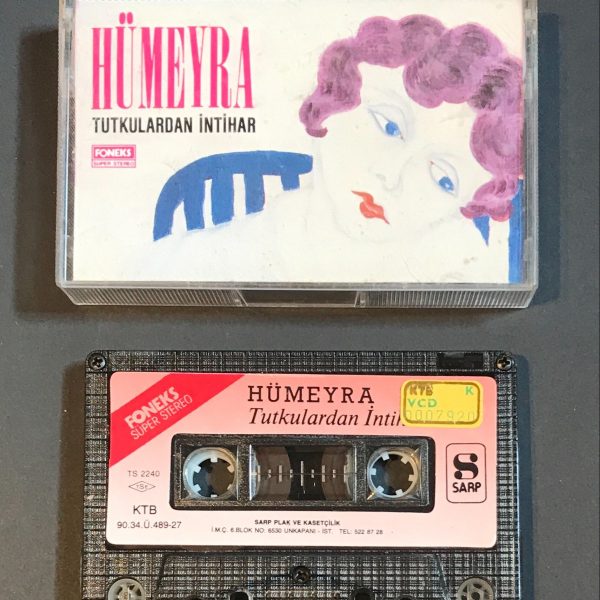 HÜMEYRA
TUTKULARDAN İNTİHAR
FONEKS
SUPER STEREO
FONEKS
SUPER STEREO
HÜMEYRA
Tutkulardan İntih
KTB K
VCD
0007920
TS 2240
TSE
KTB
90.34.Ü.489-27
S
SARP
SARP PLAK VE KASETÇİLİK
İ.M.Ç. 6.BLOK NO: 6530 UNKAPANI - İST. TEL: 522 87 28